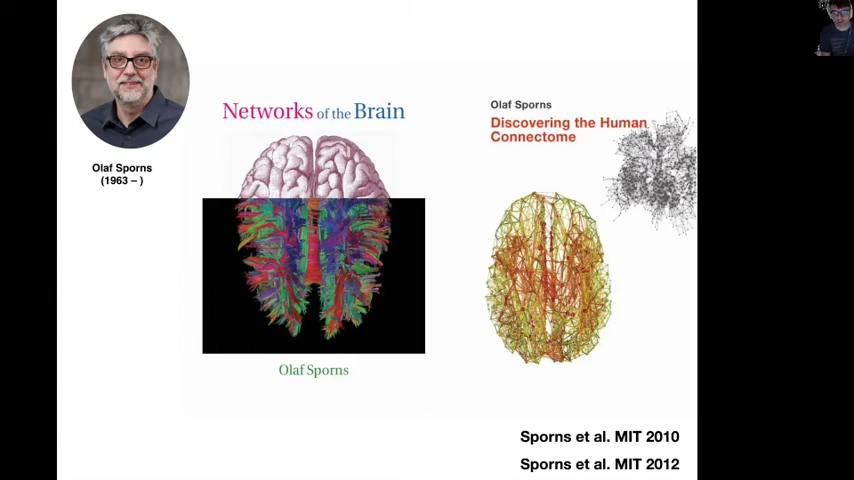 Olaf Sporns
(1963 – )
Networks of the Brain
Olaf Sporns
Olaf Sporns
Discovering the Human
Connectome
Sporns et al. MIT 2010
Sporns et al. MIT 2012